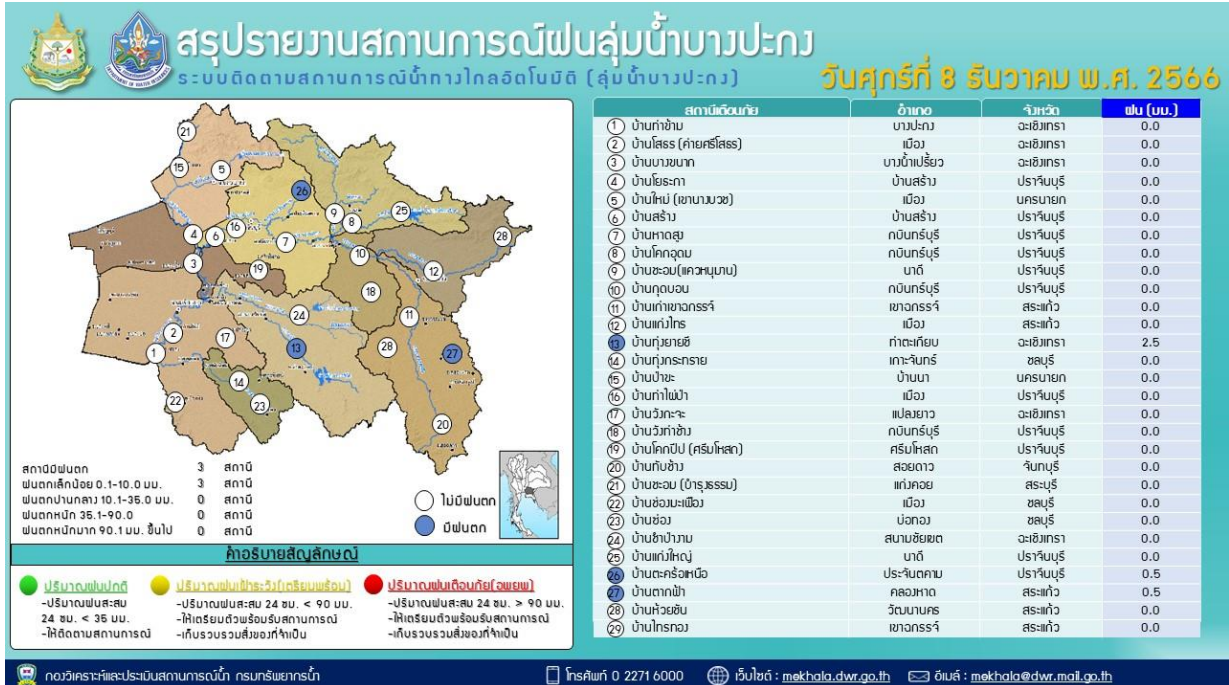 สรุปรายงานสถานการณ์ฝนลุ่มน้ำบางปะกง
ระบบติดตามสถานการณ์น้ำทางไกลอัตโนมัติ (ลุ่มน้ำบางปะกง)
วันศุกร์ที่ 8 ธันวาคม พ.ศ. 2566
สถานีเตือนภัย อำเภอ จังหวัด ฝน (มม.)
1 บ้านท่าข้าม บางปะกง ฉะเชิงเทรา 0.0
2 บ้านโสธร (ค่ายศรีโสธร) เมือง ฉะเชิงเทรา 0.0
3 บ้านบางขนาก บางน้ำเปรี้ยว ฉะเชิงเทรา 0.0
4 บ้านโยธะกา บ้านสร้าง ปราจีนบุรี 0.0
5 บ้านใหม่ (เขานางบวช) เมือง นครนายก 0.0
6 บ้านสร้าง บ้านสร้าง ปราจีนบุรี 0.0
7 บ้านหาดสูง กบินทร์บุรี ปราจีนบุรี 0.0
8 บ้านโคกอุดม กบินทร์บุรี ปราจีนบุรี 0.0
9 บ้านชะอม(แควหนุมาน) นาดี ปราจีนบุรี 0.0
10 บ้านกุดบอน กบินทร์บุรี ปราจีนบุรี 0.0
11 บ้านเก่าเขาฉกรรจ์ เขาฉกรรจ์ สระแก้ว 0.0
12 บ้านแก่งไทร เมือง สระแก้ว 0.0
13 บ้านทุ่งยายชี ท่าตะเกียบ ฉะเชิงเทรา 2.5
14 บ้านทุ่งกระทราย เกาะจันทร์ ชลบุรี 0.0
15 บ้านป่าขะ บ้านนา นครนายก 0.0
16 บ้านท่าไผ่ป่า เมือง ปราจีนบุรี 0.0
17 บ้านวังกะจะ แปลงยาว ฉะเชิงเทรา 0.0
18 บ้านวังท่าช้าง กบินทร์บุรี ปราจีนบุรี 0.0
19 บ้านโคกปีป (ศรีมโหสถ) ศรีมโหสถ ปราจีนบุรี 0.0
20 บ้านทับช้าง สอยดาว จันทบุรี 0.0
21 บ้านชะอม (บำรุงธรรม) แก่งคอย สระบุรี 0.0
22 บ้านช่องมะเฟือง เมือง ชลบุรี 0.0
23 บ้านช่อง บ่อทอง ชลบุรี 0.0
24 บ้านชำป่างาม สนามชัยเขต ฉะเชิงเทรา 0.0
25 บ้านแก่งใหญ่ นาดี ปราจีนบุรี 0.0
26 บ้านตะคร้อเหนือ ประจันตคาม ปราจีนบุรี 0.5
27 บ้านตากฟ้า คลองหาด สระแก้ว 0.5
28 บ้านห้วยชัน วัฒนานคร สระแก้ว 0.0
29 บ้านไทรทอง เขาฉกรรจ์ สระแก้ว 0.0
21
15
5
26
25
9
8
16
4
6
7
28
10
3
19
12
18
24
11
2
17
13
28
27
1
14
22
23
20
สถานีมีฝนตก 3 สถานี
ฝนตกเล็กน้อย 0.1-10.0 มม. 3 สถานี
ฝนตกปานกลาง 10.1-35.0 มม. 0 สถานี
ฝนตกหนัก 35.1-90.0 0 สถานี
ฝนตกหนักมาก 90.1 มม. ขึ้นไป 0 สถานี
ไม่มีฝนตก
มีฝนตก
คำอธิบายสัญลักษณ์
ปริมาณฝนปกติ
-ปริมาณฝนสะสม
24 ชม. < 35 มม.
-ให้ติดตามสถานการณ์
ปริมาณฝนเฝ้าระวัง(เตรียมพร้อม)
-ปริมาณฝนสะสม 24 ชม. < 90 มม.
-ให้เตรียมตัวพร้อมรับสถานการณ์
-เก็บรวบรวมสิ่งของที่จำเป็น
ปริมาณฝนเตือนภัย(อพยพ)
-ปริมาณฝนสะสม 24 ชม. > 90 มม.
-ให้เตรียมตัวพร้อมรับสถานการณ์
-เก็บรวบรวมสิ่งของที่จำเป็น
กองวิเคราะห์และประเมินสถานการณ์น้ำ กรมทรัพยากรน้ำ
โทรศัพท์ 0 2271 6000
เว็บไซต์ : mekhala.dwr.go.th
อีเมล์ : mekhala@dwr.mail.go.th